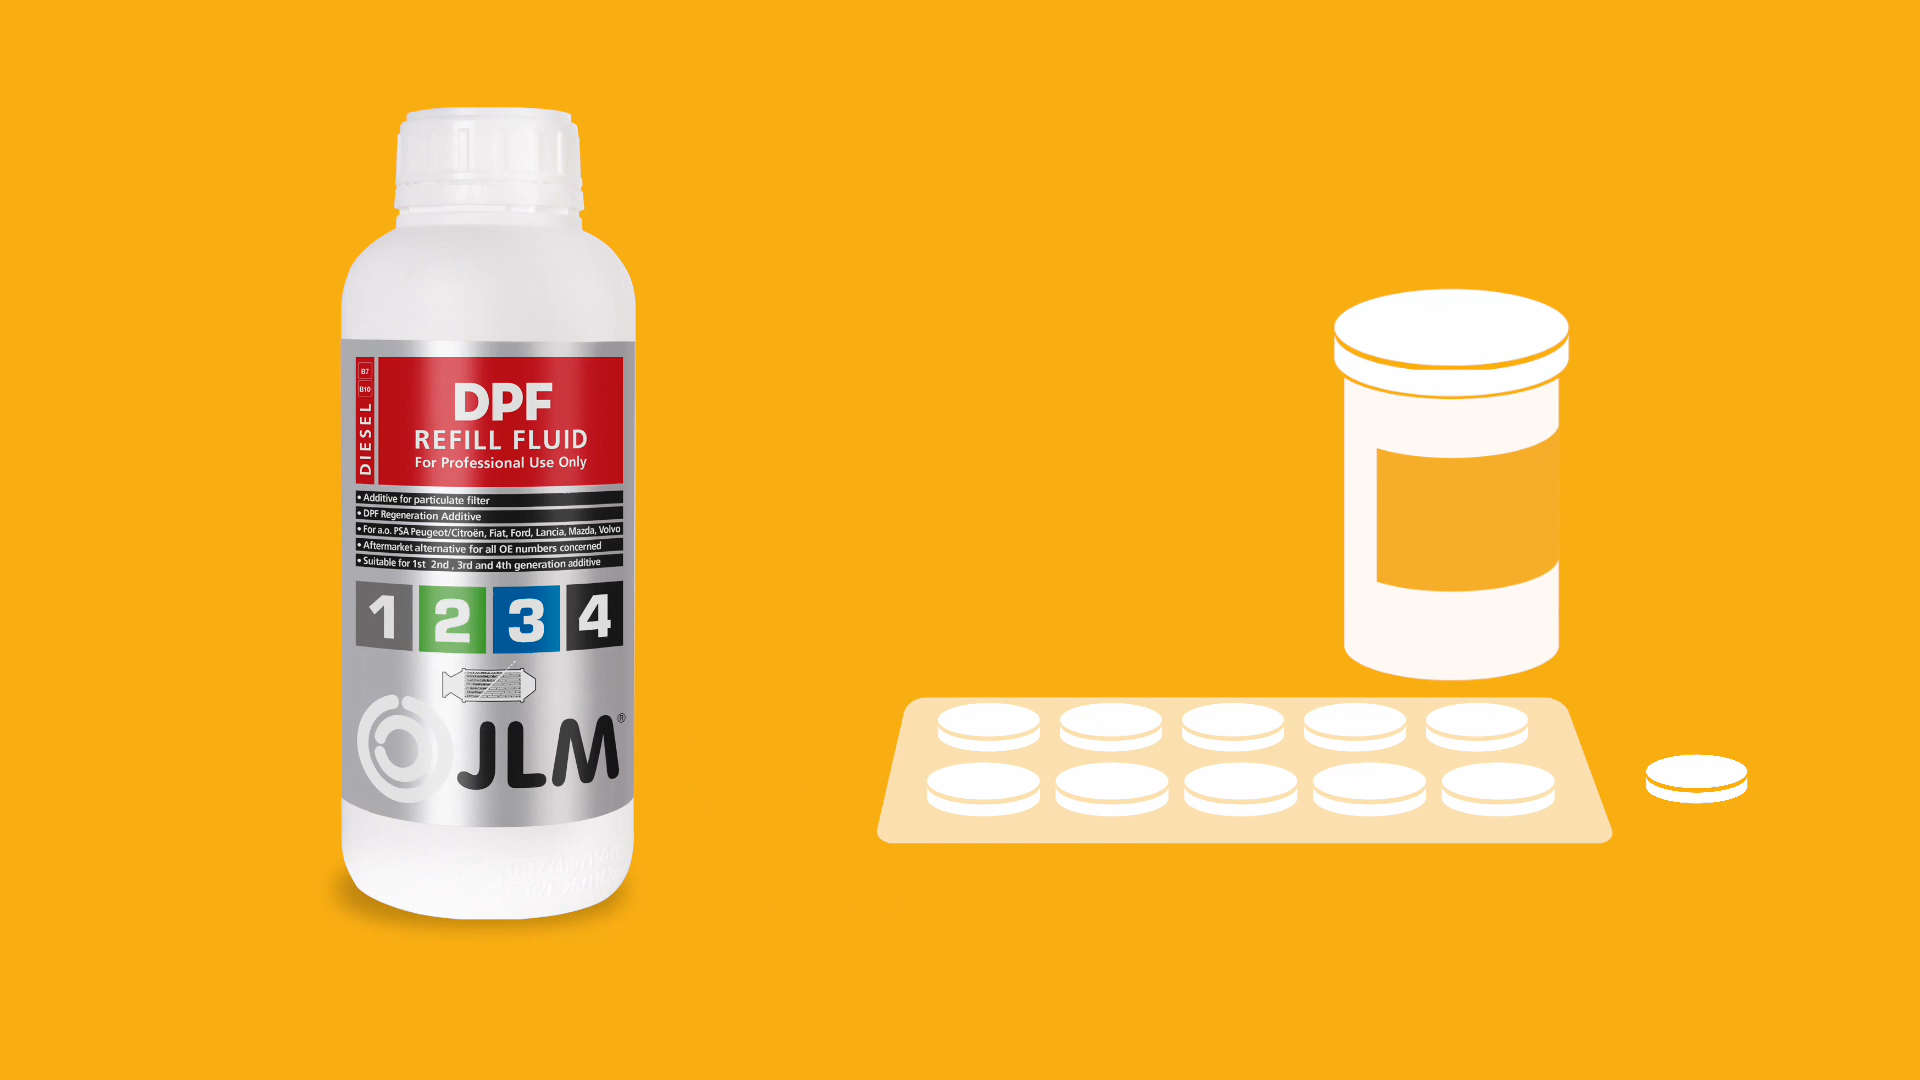 B7
B10
DIESEL
DPF
REFILL FLUID
For Professional Use Only
• Additive for particulate filter
• DPF Regeneration Additive
• For a.o. PSA Peugeot/Citroën, Fiat, Ford, Lancia, Mazda, Volvo
• Aftermarket alternative for all OE numbers concerned
• Suitable for 1st 2nd , 3rd and 4th generation additive
1 2 3 4
JLM®